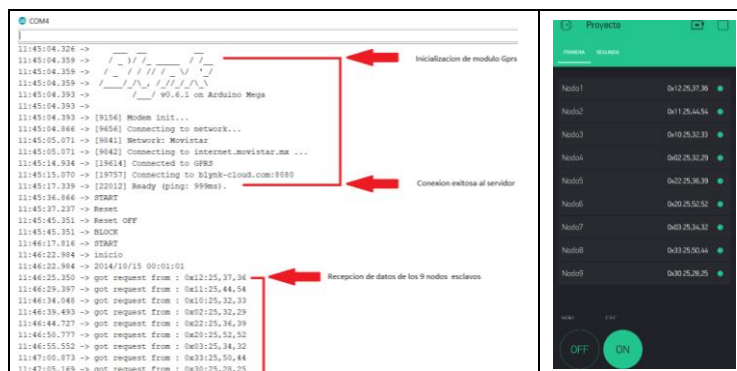 COM4
11:45:04.326 ->
11:45:04.359 ->
Inicializacion de modulo Gprs
11:45:04.359 ->
11:45:04.359 ->
11:45:04.393 -> v0.6.1 on Arduino Mega
11:45:04.393 ->
11:45:04.393 -> [9156] Modem init...
11:45:04.866 -> [9656] Connecting to network...
11:45:05.071 -> [9841] Network: Movistar
11:45:05.071 -> [9842] Connecting to internet.movistar.mx ...
11:45:14.934 -> [19614] Connected to GPRS
11:45:15.070 -> [19757] Connecting to blynk-cloud.com:8080
11:45:17.339 -> [22012] Ready (ping: 999ms).
Conexion exitosa al servidor
11:45:36.866 -> START
11:45:37.237 -> Reset
11:45:45.351 -> Reset OFF
11:45:45.351 -> BLOCK
11:46:17.816 -> START
11:46:22.984 -> inicio
11:46:22.984 -> 2014/10/15 00:01:01
11:46:25.350 -> got request from : 0x12:25,37,36
Recepcion de datos de los 9 nodos esclavos
11:46:29.397 -> got request from : 0x11:25,44,54
11:46:34.048 -> got request from : 0x10:25,32,33
11:46:39.493 -> got request from : 0x02:25,32,29
11:46:44.727 -> got request from : 0x22:25,36,39
11:46:50.777 -> got request from : 0x20:25,52,52
11:46:55.552 -> got request from : 0x03:25,34,32
11:47:00.873 -> got request from : 0x33:25,50,44
11:47:05.169 -> got request from : 0x30:25,28,25
Proyecto
PRIMERA SEGUNDA
Nodo1 0x12:25,37,36
Nodo2 0x11:25,44,54
Nodo3 0x10:25,32,33
Nodo4 0x02:25,32,29
Nodo5 0x22:25,36,39
Nodo6 0x20:25,52,52
Nodo7 0x03:25,34,32
Nodo8 0x33:25,50,44
Nodo9 0x30:25,28,25
OFF ON